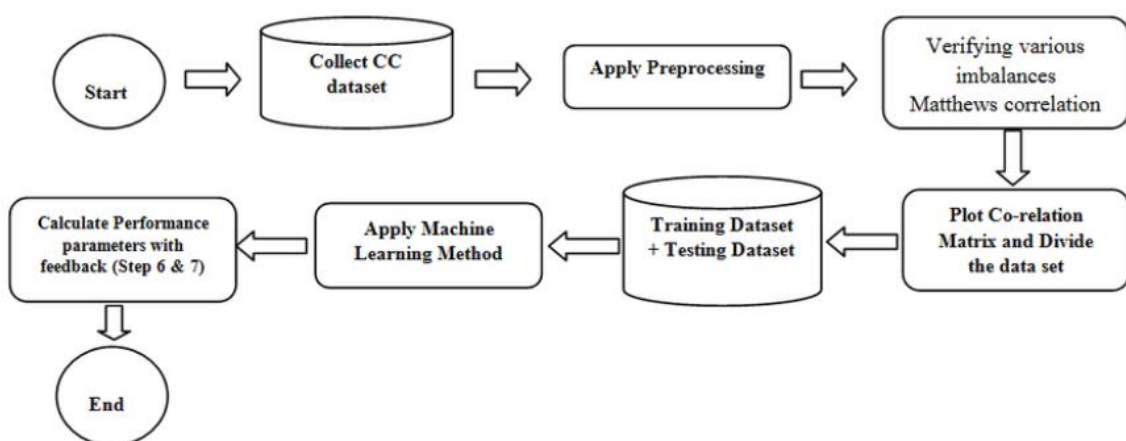 Start
Collect CC
dataset
Apply Preprocessing
Verifying various
imbalances
Matthews correlation
Plot Co-relation
Matrix and Divide
the data set
Training Dataset
+ Testing Dataset
Apply Machine
Learning Method
Calculate Performance
parameters with
feedback (Step 6 & 7)
End